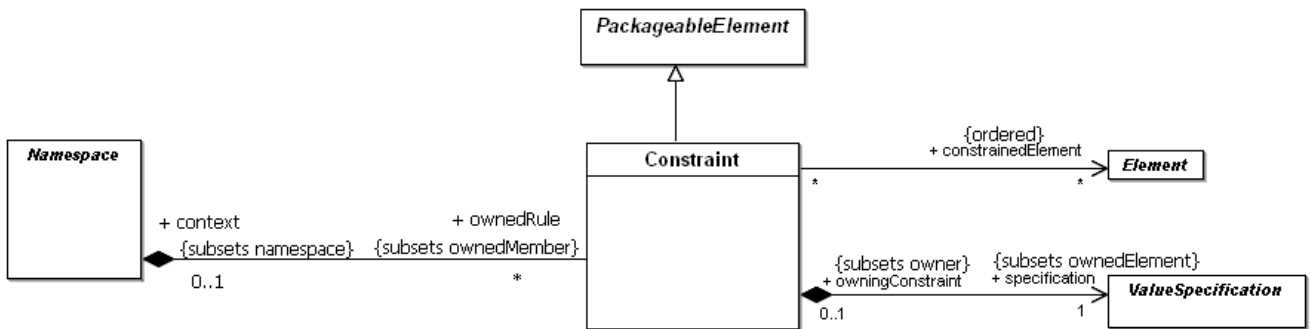 PackageableElement
Namespace
Constraint
{ordered}
+ constrainedElement
Element
*
*
+ context
+ ownedRule
{subsets namespace}
{subsets ownedMember}
0..1
*
{subsets owner}
{subsets ownedElement}
+ owningConstraint
+ specification
ValueSpecification
0..1
1